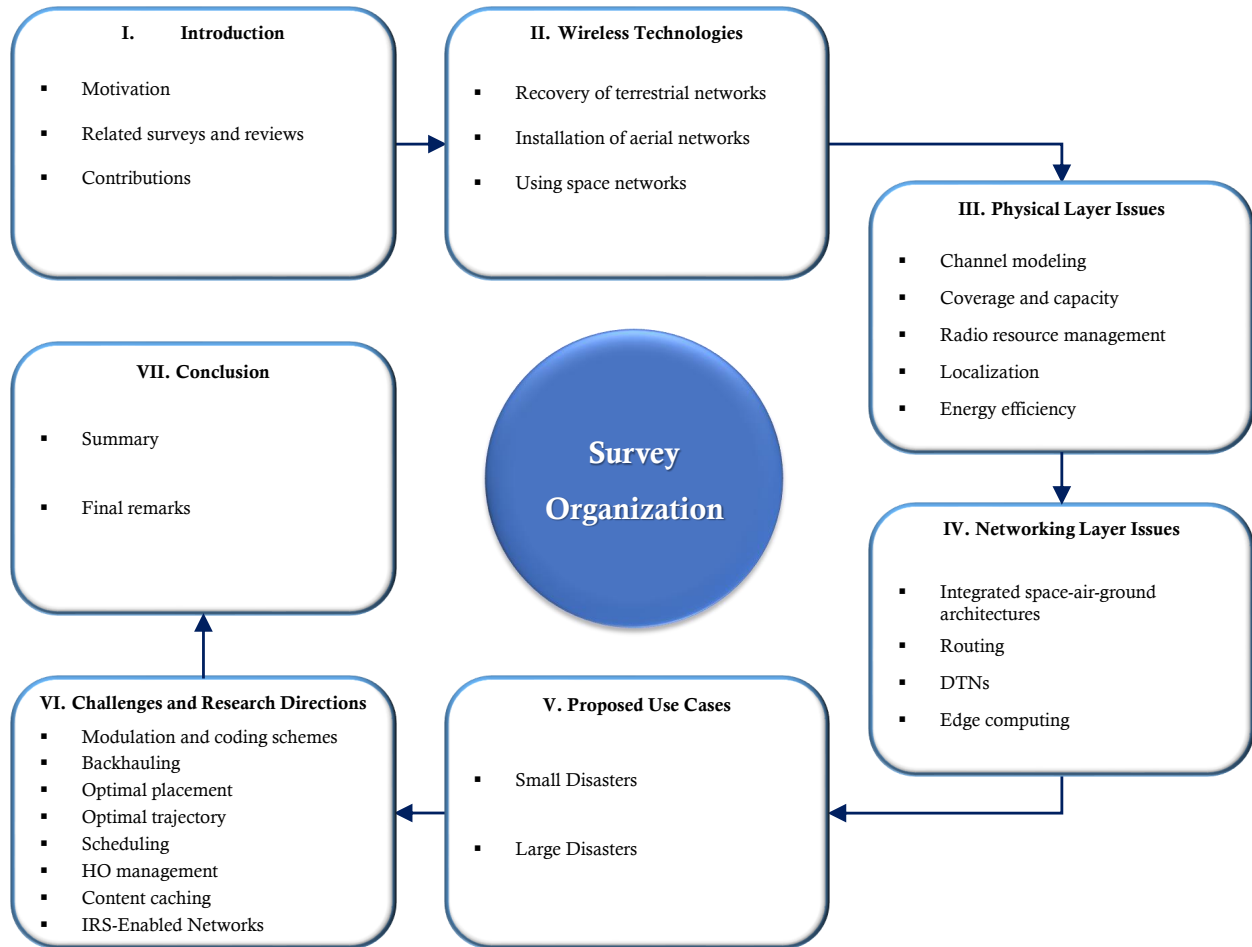 I. Introduction
▪ Motivation
▪ Related surveys and reviews
▪ Contributions
II. Wireless Technologies
▪ Recovery of terrestrial networks
▪ Installation of aerial networks
▪ Using space networks
III. Physical Layer Issues
▪ Channel modeling
▪ Coverage and capacity
▪ Radio resource management
▪ Localization
▪ Energy efficiency
IV. Networking Layer Issues
▪ Integrated space-air-ground
architectures
▪ Routing
▪ DTNs
▪ Edge computing
V. Proposed Use Cases
▪ Small Disasters
▪ Large Disasters
VI. Challenges and Research Directions
▪ Modulation and coding schemes
▪ Backhauling
▪ Optimal placement
▪ Optimal trajectory
▪ Scheduling
▪ HO management
▪ Content caching
▪ IRS-Enabled Networks
VII. Conclusion
▪ Summary
▪ Final remarks
Survey
Organization